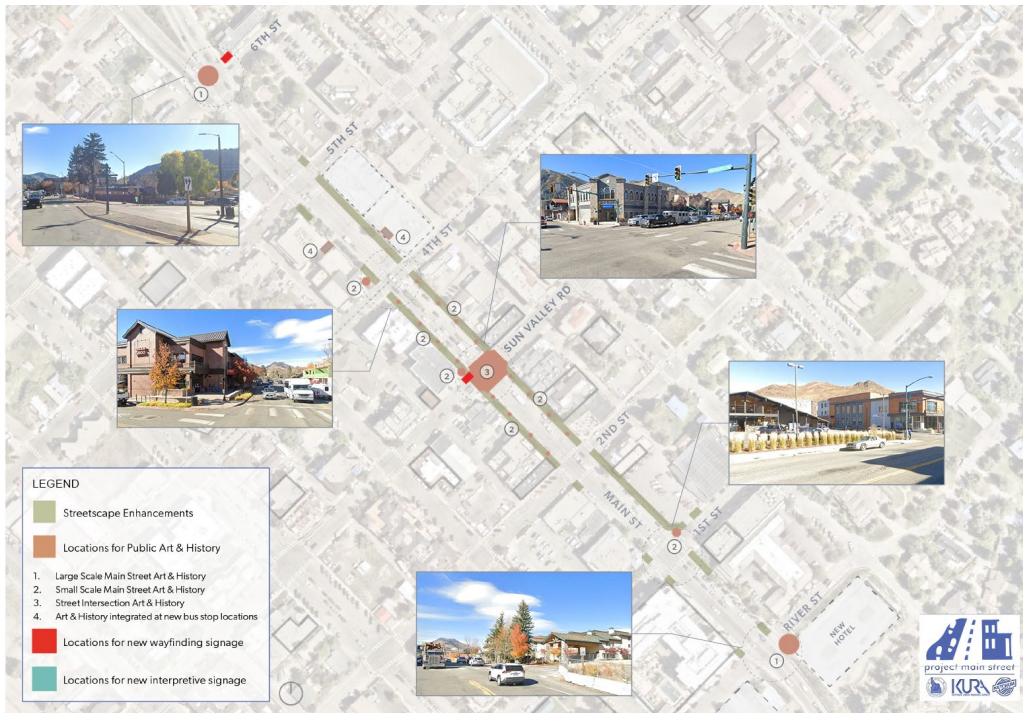 6TH ST
1
5TH ST
4
4
4TH ST
2
2
2
SUN VALLEY RD
2
3
2
2
2ND ST
MAIN ST
1ST ST
2
RIVER ST
NEW
HOTEL
1
LEGEND
Streetscape Enhancements
Locations for Public Art & History
1. Large Scale Main Street Art & History
2. Small Scale Main Street Art & History
3. Street Intersection Art & History
4. Art & History integrated at new bus stop locations
Locations for new wayfinding signage
Locations for new interpretive signage
project main street
KURA